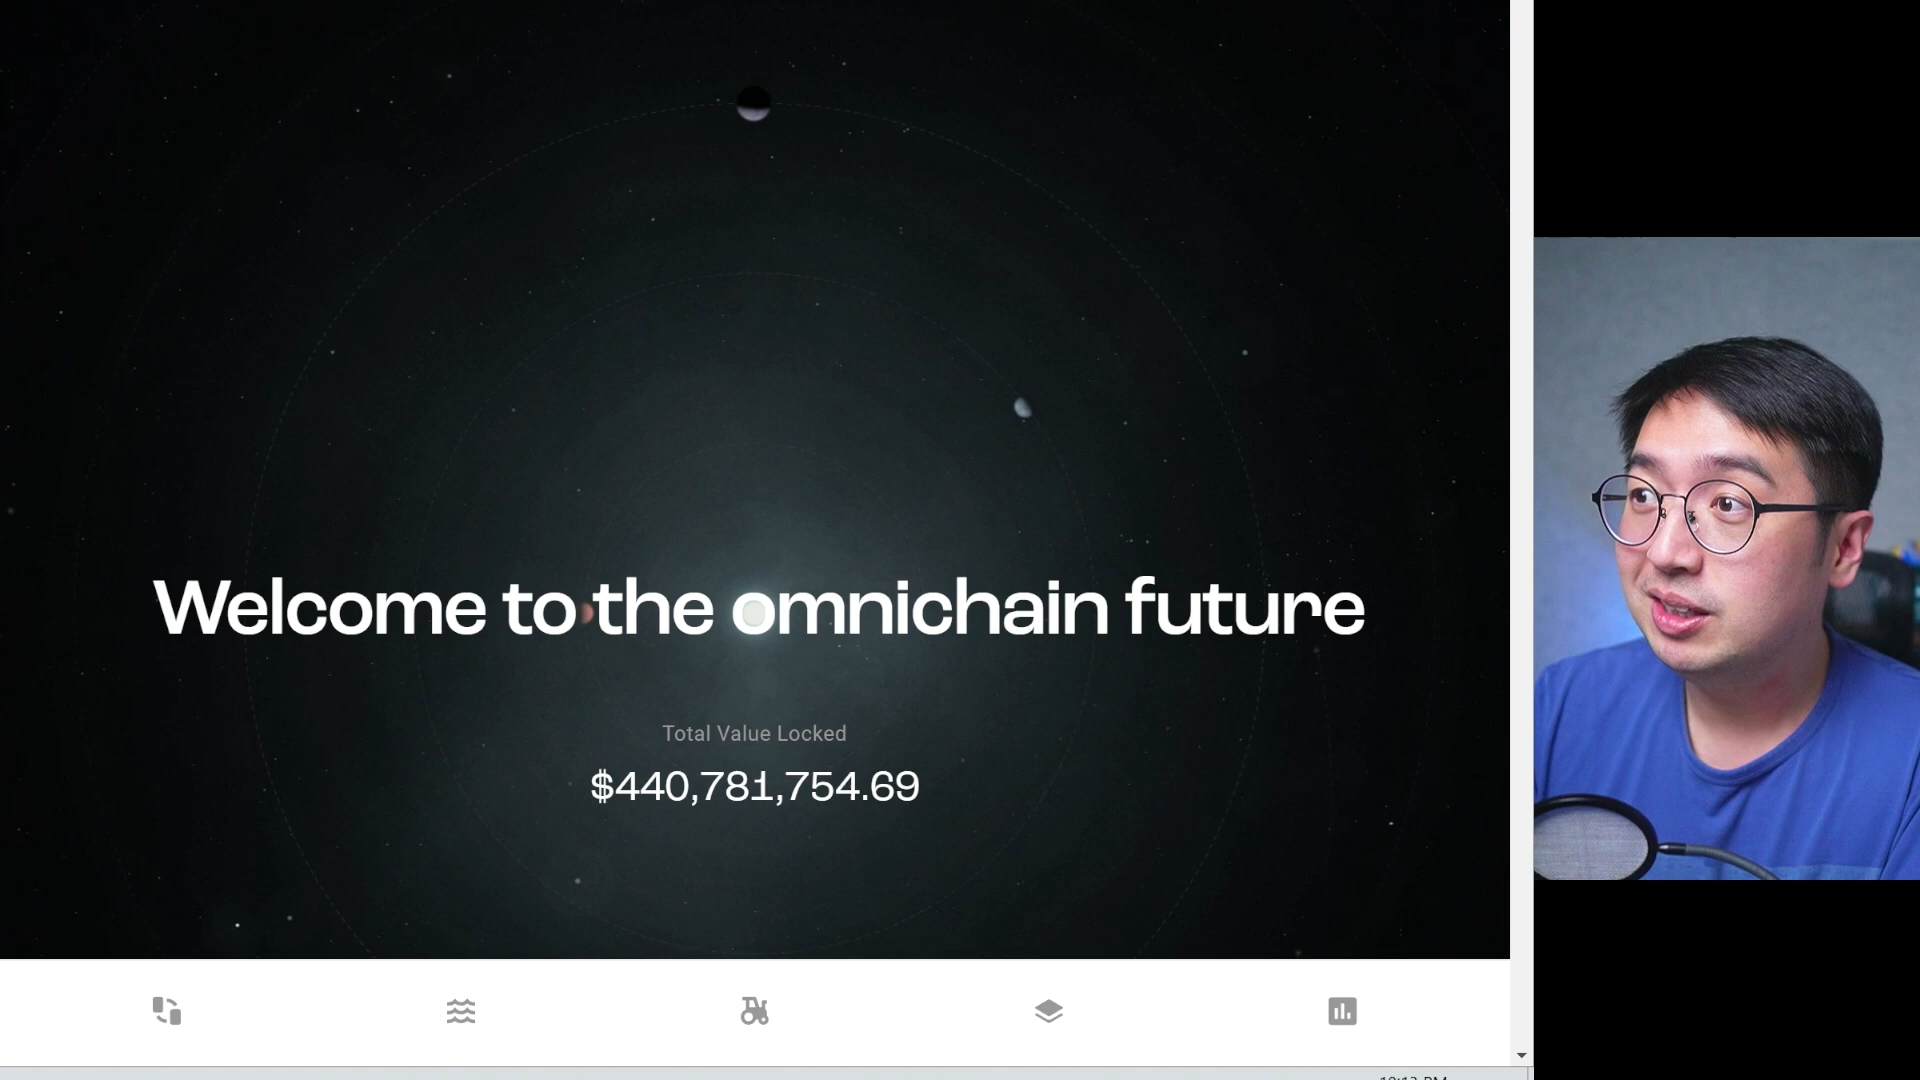 Welcome to the omnichain future
Total Value Locked
$440,781,754.69